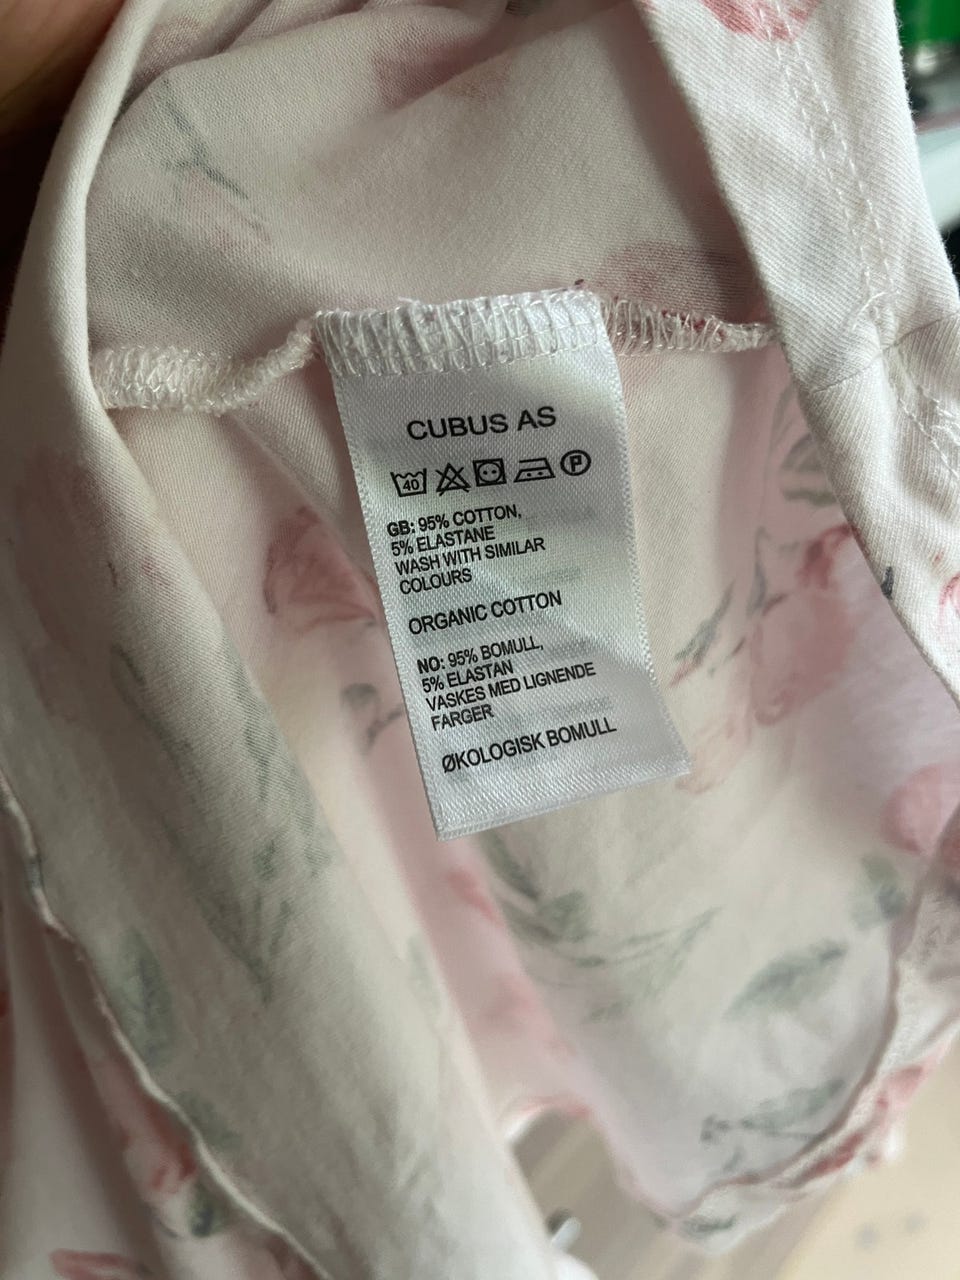 CUBUS AS
40 P
GB: 95% COTTON,
5% ELASTANE
WASH WITH SIMILAR
COLOURS
ORGANIC COTTON
NO: 95% BOMULL,
5% ELASTAN
VASKES MED LIGNENDE
FARGER
ØKOLOGISK BOMULL